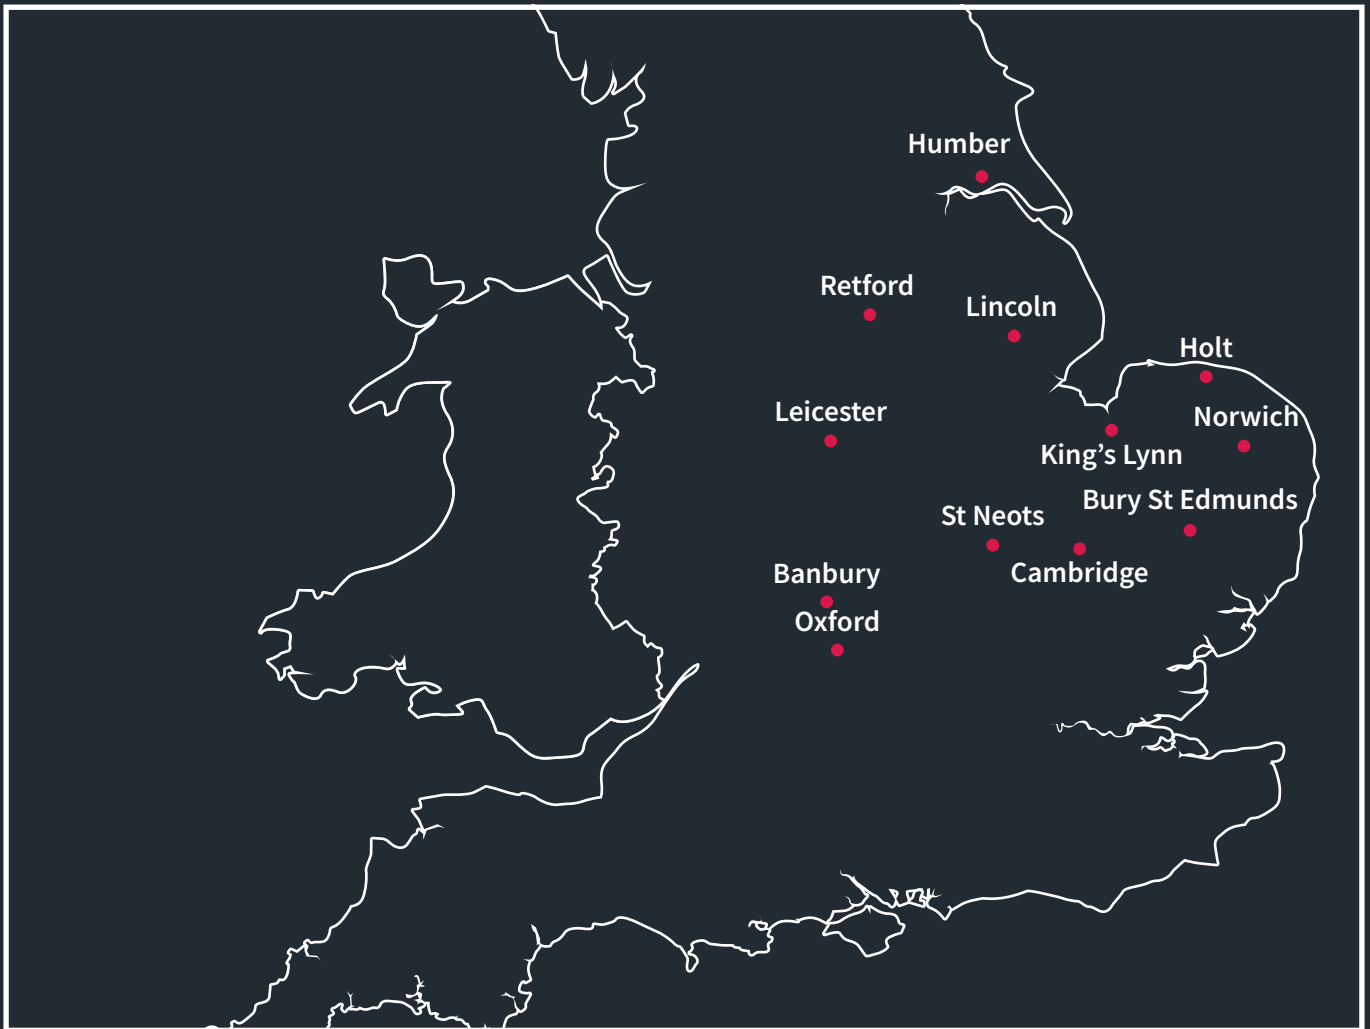 Humber
Retford
Lincoln
Holt
Leicester
Norwich
King’s Lynn
Bury St Edmunds
St Neots
Cambridge
Banbury
Oxford